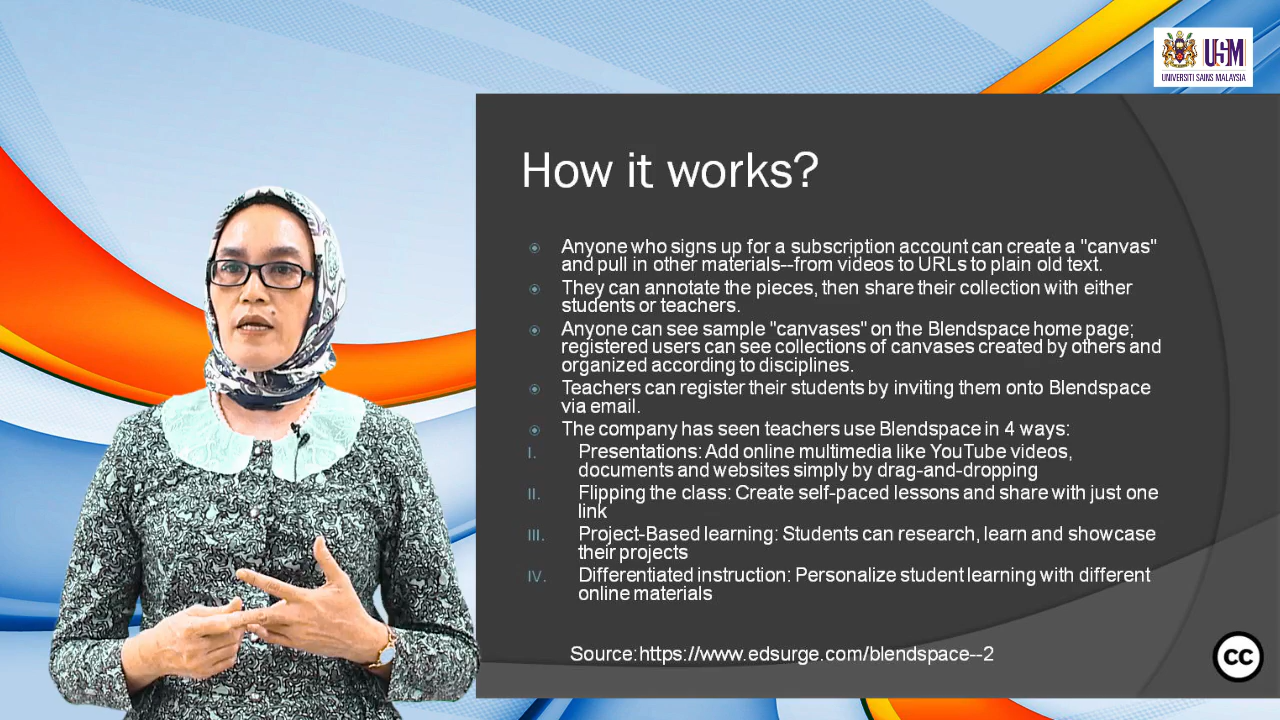 USM
UNIVERSITI SAINS MALAYSIA
How it works?
Anyone who signs up for a subscription account can create a "canvas"
and pull in other materials--from videos to URLs to plain old text.
They can annotate the pieces, then share their collection with either
students or teachers.
Anyone can see sample "canvases" on the Blendspace home page;
registered users can see collections of canvases created by others and
organized according to disciplines.
Teachers can register their students by inviting them onto Blendspace
via email.
The company has seen teachers use Blendspace in 4 ways:
I. Presentations: Add online multimedia like YouTube videos,
documents and websites simply by drag-and-dropping
II. Flipping the class: Create self-paced lessons and share with just one
link
III. Project-Based learning: Students can research, learn and showcase
their projects
IV. Differentiated instruction: Personalize student learning with different
online materials
Source:https://www.edsurge.com/blendspace--2
cc